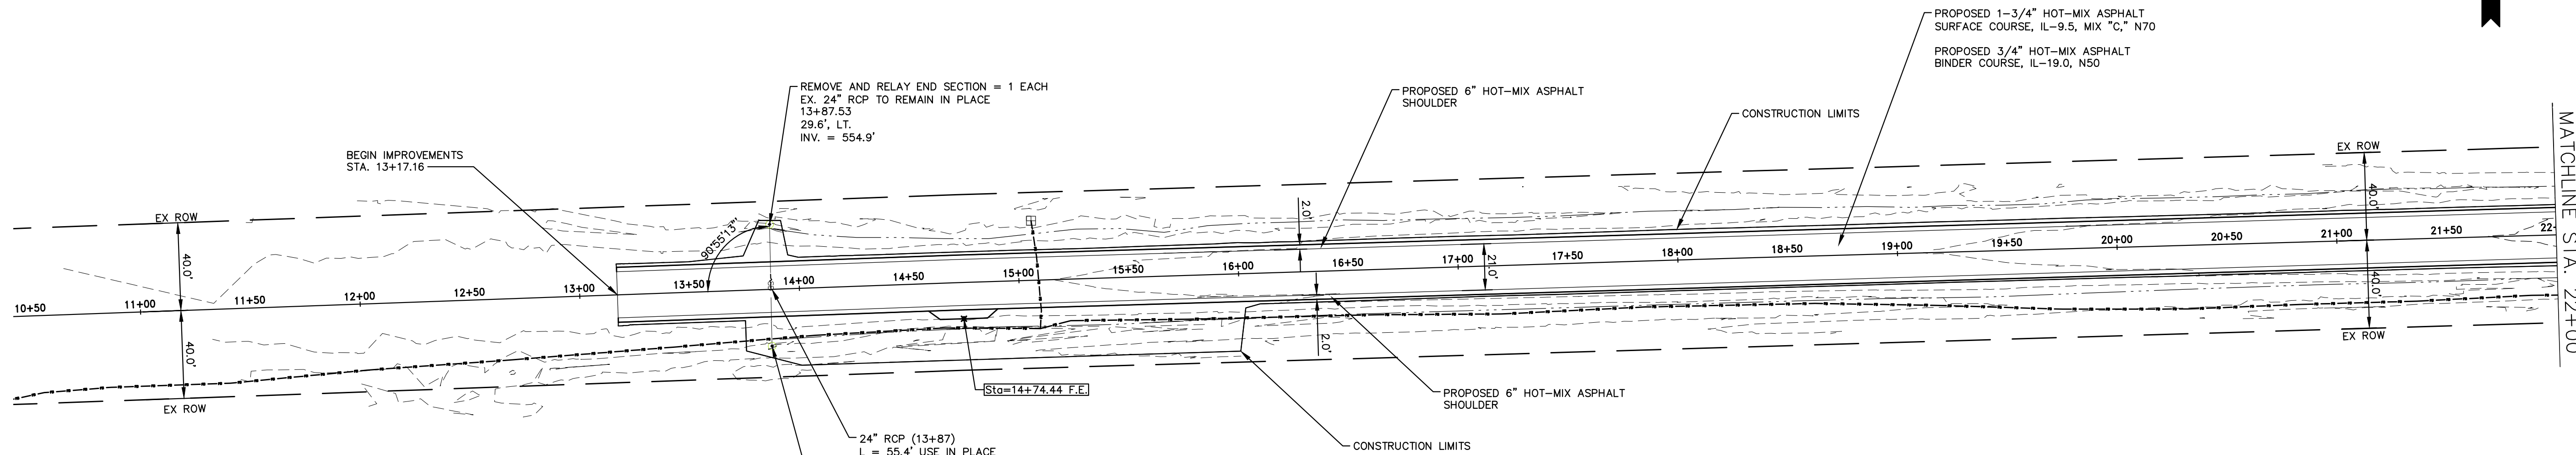 PROPOSED 1-3/4" HOT-MIX ASPHALT
SURFACE COURSE, IL-9.5, MIX "C," N70
PROPOSED 3/4" HOT-MIX ASPHALT
BINDER COURSE, IL-19.0, N50
REMOVE AND RELAY END SECTION = 1 EACH
EX. 24" RCP TO REMAIN IN PLACE
13+87.53
29.6', LT.
INV. = 554.9'
PROPOSED 6" HOT-MIX ASPHALT
SHOULDER
CONSTRUCTION LIMITS
BEGIN IMPROVEMENTS
STA. 13+17.16
EX ROW
EX ROW
MATCHLINE STA. 22+00
40.0'
40.0'
90°55'13"
2.0'
21.0'
10+50
11+00
11+50
12+00
12+50
13+00
13+50
14+00
14+50
15+00
15+50
16+00
16+50
17+00
17+50
18+00
18+50
19+00
19+50
20+00
20+50
21+00
21+50
22+
40.0'
40.0'
2.0'
EX ROW
EX ROW
Sta=14+74.44 F.E.
PROPOSED 6" HOT-MIX ASPHALT
SHOULDER
24" RCP (13+87)
L = 55.4' USE IN PLACE
CONSTRUCTION LIMITS